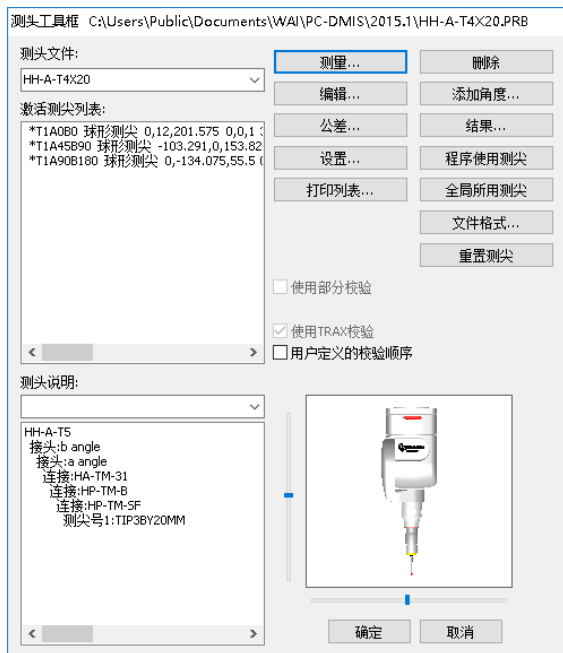 测头工具框 C:\Users\Public\Documents\WAI\PC-DMIS\2015.1\HH-A-T4X20.PRB
测头文件:
HH-A-T4X20
激活测尖列表:
*T1A0B0 球形测尖 0,12,201.575 0,0,1
*T1A45B90 球形测尖 -103.291,0,153.82
*T1A90B180 球形测尖 0,-134.075,55.5
测量...
删除
编辑...
添加角度...
公差...
结果...
设置...
程序使用测尖
打印列表...
全局所用测尖
文件格式...
重置测尖
使用部分校验
使用TRAX校验
用户定义的校验顺序
测头说明:
HH-A-T5
接头:b angle
接头:a angle
连接:HA-TM-31
连接:HP-TM-B
连接:HP-TM-SF
测尖号1:TIP3BY20MM
确定
取消